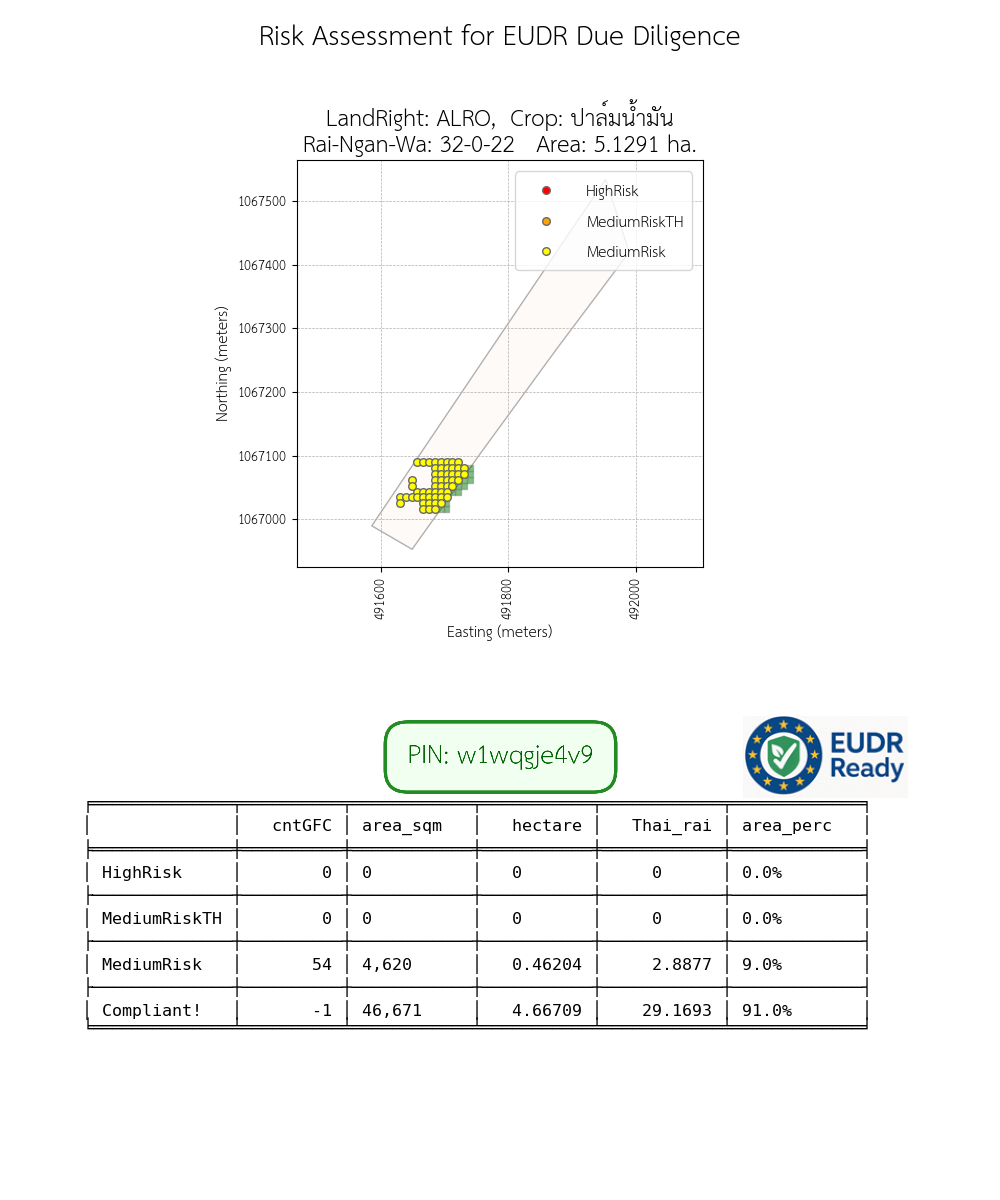 Risk Assessment for EUDR Due Diligence
LandRight: ALRO,  Crop: ปาล์มน้ำมัน
Rai-Ngan-Wa: 32-0-22   Area: 5.1291 ha.
HighRisk
MediumRiskTH
MediumRisk
1067500
1067400
1067300
1067200
1067100
1067000
Northing (meters)
491600
491800
492000
Easting (meters)
PIN: w1wqgje4v9
EUDR
Ready
cntGFC area_sqm hectare Thai_rai area_perc
HighRisk 0 0 0 0 0.0%
MediumRiskTH 0 0 0 0 0.0%
MediumRisk 54 4,620 0.46204 2.8877 9.0%
Compliant! -1 46,671 4.66709 29.1693 91.0%